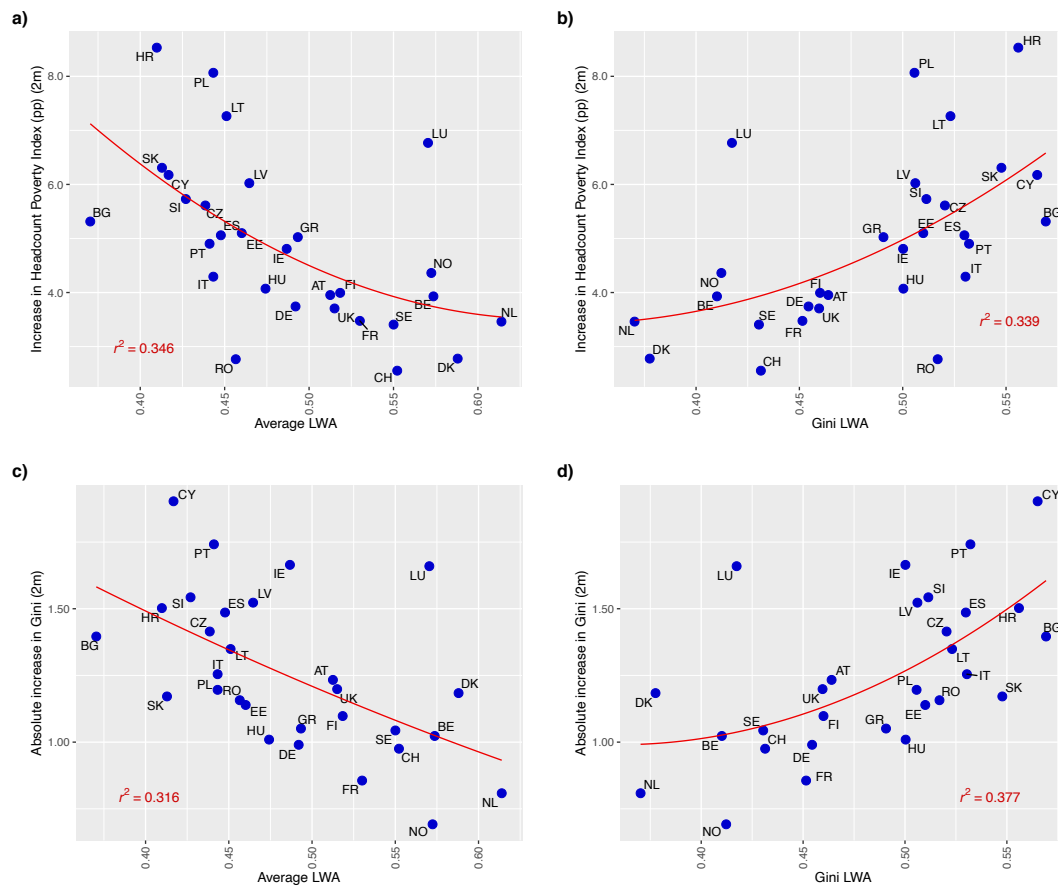 a)
Increase in Headcount Poverty Index (pp) (2m)
8.0
6.0
4.0
HR
PL
LT
LU
SK
CY
LV
SI
CZ
BG
ES
EE
GR
PT
IE
IT
HU
NO
AT
FI
BE
DE
UK
FR
SE
NL
RO
CH
DK
r² = 0.346
0.40
0.45
0.50
0.55
0.60
Average LWA
b)
Increase in Headcount Poverty Index (pp) (2m)
8.0
6.0
4.0
HR
PL
LT
LU
SK
CY
LV
SI
CZ
BG
GR
EE
ES
PT
IE
IT
NO
HU
FI
AT
BE
DE
UK
NL
SE
FR
DK
CH
RO
r² = 0.339
0.40
0.45
0.50
0.55
Gini LWA
c)
Absolute increase in Gini (2m)
1.50
1.00
CY
PT
IE
LU
SI
HR
ES
LV
CZ
BG
LT
IT
PL
RO
SK
EE
AT
UK
DK
FI
GR
HU
DE
SE
BE
CH
FR
NL
NO
r² = 0.316
0.40
0.45
0.50
0.55
0.60
Average LWA
d)
Absolute increase in Gini (2m)
1.50
1.00
CY
PT
IE
LU
SI
LV
ES
HR
CZ
BG
LT
IT
AT
PL
RO
SK
UK
DK
EE
FI
GR
HU
SE
BE
CH
DE
FR
NL
NO
r² = 0.377
0.40
0.45
0.50
0.55
Gini LWA